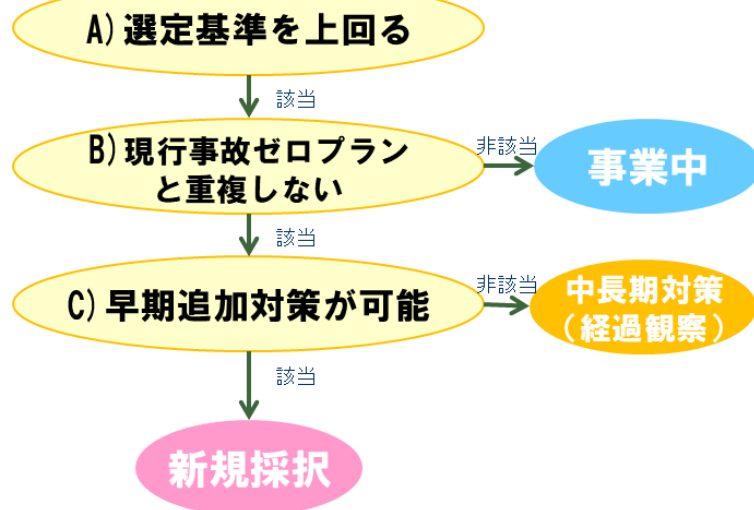 A)選定基準を上回る
該当
B)現行事故ゼロプラン
と重複しない
非該当
事業中
該当
C)早期追加対策が可能
非該当
中長期対策
(経過観察)
該当
新規採択